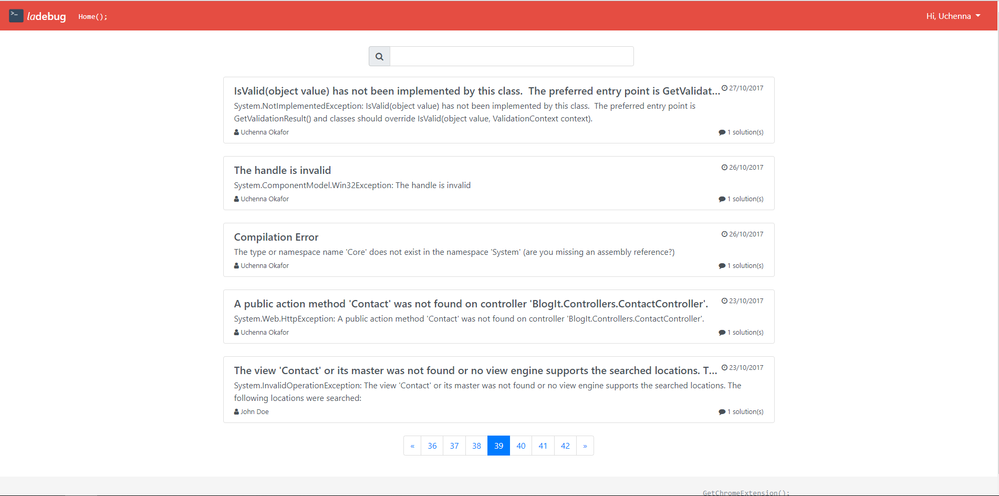 >_ ladebug Home(); Hi, Uchenna
IsValid(object value) has not been implemented by this class.  The preferred entry point is GetValidat... 27/10/2017
System.NotImplementedException: IsValid(object value) has not been implemented by this class.  The preferred entry point is
GetValidationResult() and classes should override IsValid(object value, ValidationContext context).
Uchenna Okafor 1 solution(s)
The handle is invalid 26/10/2017
System.ComponentModel.Win32Exception: The handle is invalid
Uchenna Okafor 1 solution(s)
Compilation Error 26/10/2017
The type or namespace name 'Core' does not exist in the namespace 'System' (are you missing an assembly reference?)
Uchenna Okafor 1 solution(s)
A public action method 'Contact' was not found on controller 'BlogIt.Controllers.ContactController'. 23/10/2017
System.Web.HttpException: A public action method 'Contact' was not found on controller 'BlogIt.Controllers.ContactController'.
Uchenna Okafor 1 solution(s)
The view 'Contact' or its master was not found or no view engine supports the searched locations. T... 23/10/2017
System.InvalidOperationException: The view 'Contact' or its master was not found or no view engine supports the searched locations. The
following locations were searched:
John Doe 1 solution(s)
« 36 37 38 39 40 41 42 »
GetChromeExtension();